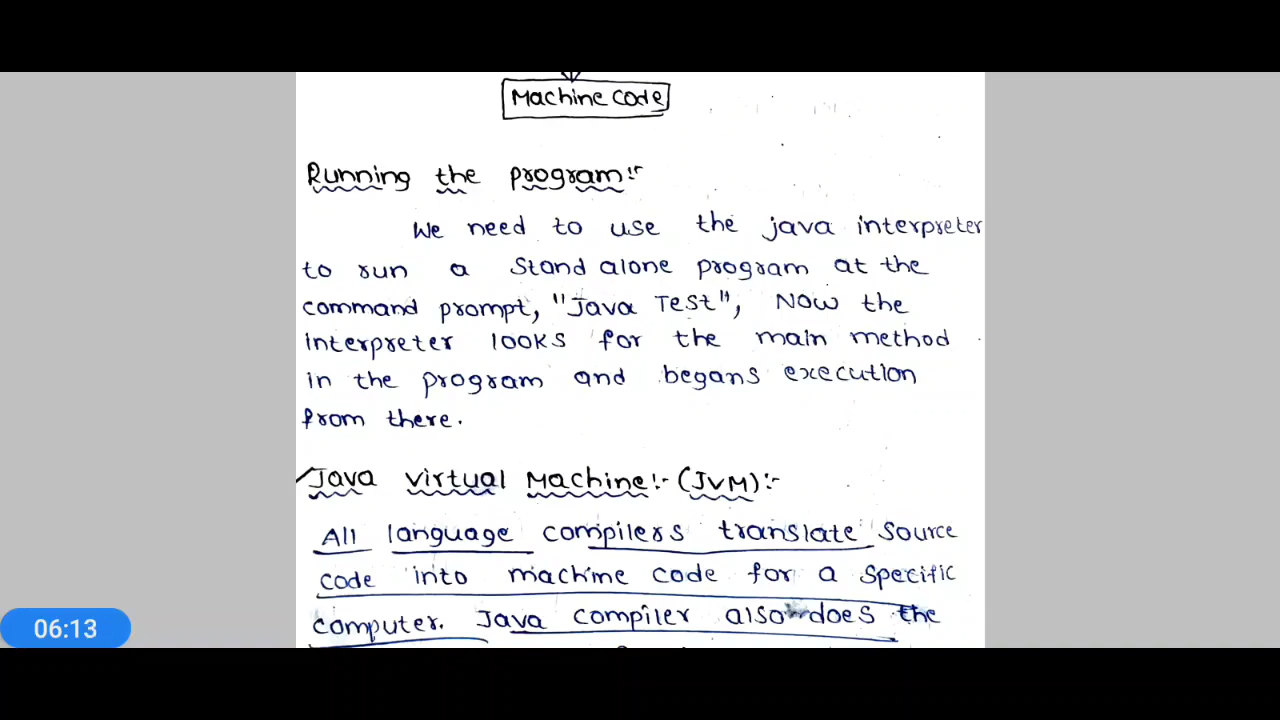 Machine code
Running the program:-
We need to use the java interpreter
to run a Stand alone program at the
command prompt, "Java Test", Now the
interpreter looks for the main method
in the program and begans execution
from there.
Java virtual Machine:- (JVM):-
All language compilers translate source
code into machine code for a specific
computer. Java compiler also does the
06:13